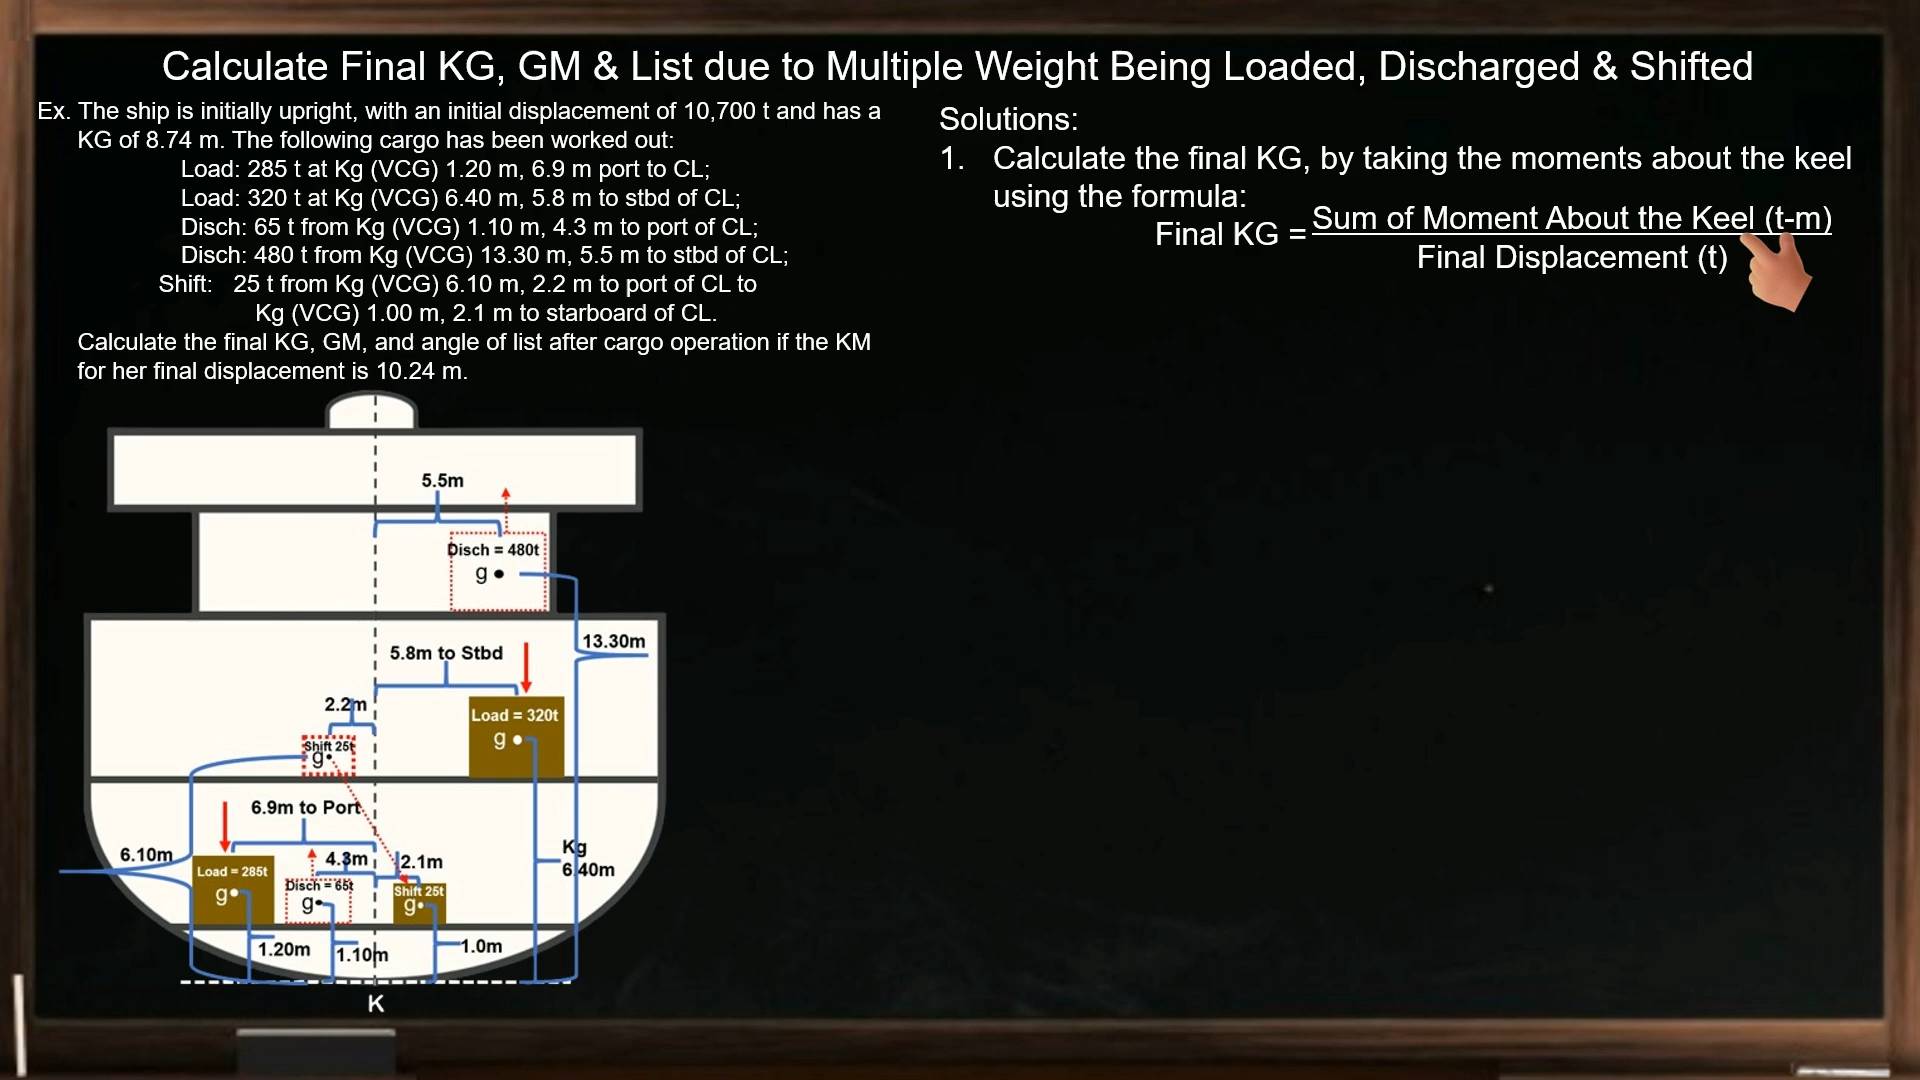 Calculate Final KG, GM & List due to Multiple Weight Being Loaded, Discharged & Shifted
Ex. The ship is initially upright, with an initial displacement of 10,700 t and has a
KG of 8.74 m. The following cargo has been worked out:
Load: 285 t at Kg (VCG) 1.20 m, 6.9 m port to CL;
Load: 320 t at Kg (VCG) 6.40 m, 5.8 m to stbd of CL;
Disch: 65 t from Kg (VCG) 1.10 m, 4.3 m to port of CL;
Disch: 480 t from Kg (VCG) 13.30 m, 5.5 m to stbd of CL;
Shift: 25 t from Kg (VCG) 6.10 m, 2.2 m to port of CL to
Kg (VCG) 1.00 m, 2.1 m to starboard of CL.
Calculate the final KG, GM, and angle of list after cargo operation if the KM
for her final displacement is 10.24 m.
Solutions:
1. Calculate the final KG, by taking the moments about the keel
using the formula:
Final KG = Sum of Moment About the Keel (t-m)
Final Displacement (t)
5.5m
Disch = 480t
g
13.30m
5.8m to Stbd
2.2m
Load = 320t
g
Shift 25t
g
6.9m to Port
6.10m
4.3m
2.1m
Kg
6.40m
Load = 285t
g
Disch = 65t
g
Shift 25t
g
1.20m
1.10m
1.0m
K